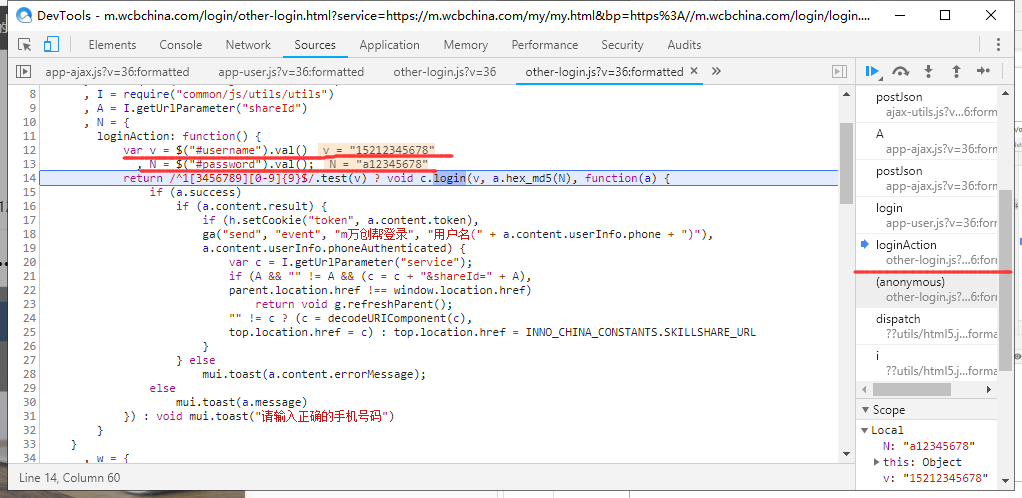 DevTools - m.wcbchina.com/login/other-login.html?service=https://m.wcbchina.com/my/my.html&bp=https%3A//m.wcbchina.com/login/login....
Elements Console Network Sources Application Memory Performance Security Audits
app-ajax.js?v=36:formatted app-user.js?v=36:formatted other-login.js?v=36 other-login.js?v=36:formatted × »
8 , I = require("common/js/utils/utils")
9 , A = I.getUrlParameter("shareId")
10 , N = {
11 loginAction: function() {
12 var v = $("#username").val() v = "15212345678"
13 , N = $("#password").val(); N = "a12345678"
14 return /^1[3456789][0-9]{9}$/.test(v) ? void c.login(v, a.hex_md5(N), function(a) {
15 if (a.success)
16 if (a.content.result) {
17 if (h.setCookie("token", a.content.token),
18 ga("send", "event", "m万创帮登录", "用户名(" + a.content.userInfo.phone + ")"),
19 a.content.userInfo.phoneAuthenticated) {
20 var c = I.getUrlParameter("service");
21 if (A && "" != A && (c = c + "&shareId=" + A),
22 parent.location.href !== window.location.href)
23 return void g.refreshParent();
24 "" != c ? (c = decodeURIComponent(c),
25 top.location.href = c) : top.location.href = INNO_CHINA_CONSTANTS.SKILLSHARE_URL
26 }
27 } else
28 mui.toast(a.content.errorMessage);
29 else
30 mui.toast(a.message)
31 }) : void mui.toast("请输入正确的手机号码")
32 }
33 }
34 , w = {
Line 14, Column 60
postJson
ajax-utils.js?v…6:form
A
app-ajax.js?v=36:form
postJson
app-ajax.js?v=36:form
login
app-user.js?v=36:form
loginAction
other-login.js?…6:form
(anonymous)
other-login.js?…6:form
dispatch
??utils/html5.j…:form
i
??utils/html5.j…:form
Scope
Local
N: "a12345678"
this: Object
v: "15212345678"